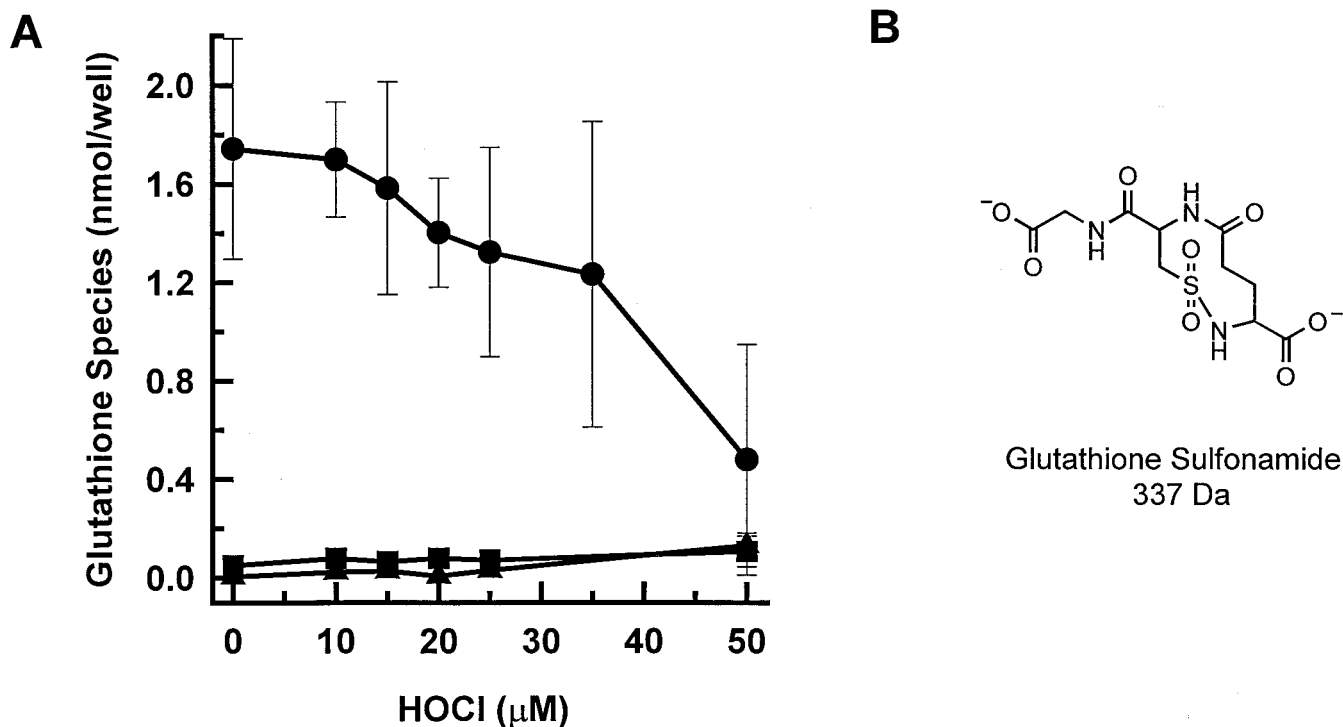 A
B
Glutathione Species (nmol/well)
2.0
1.6
1.2
0.8
0.4
0.0
0 10 20 30 40 50
HOCl (μM)
O O H
⁻O N N O
O H O
S
O N O⁻
H O
Glutathione Sulfonamide
337 Da